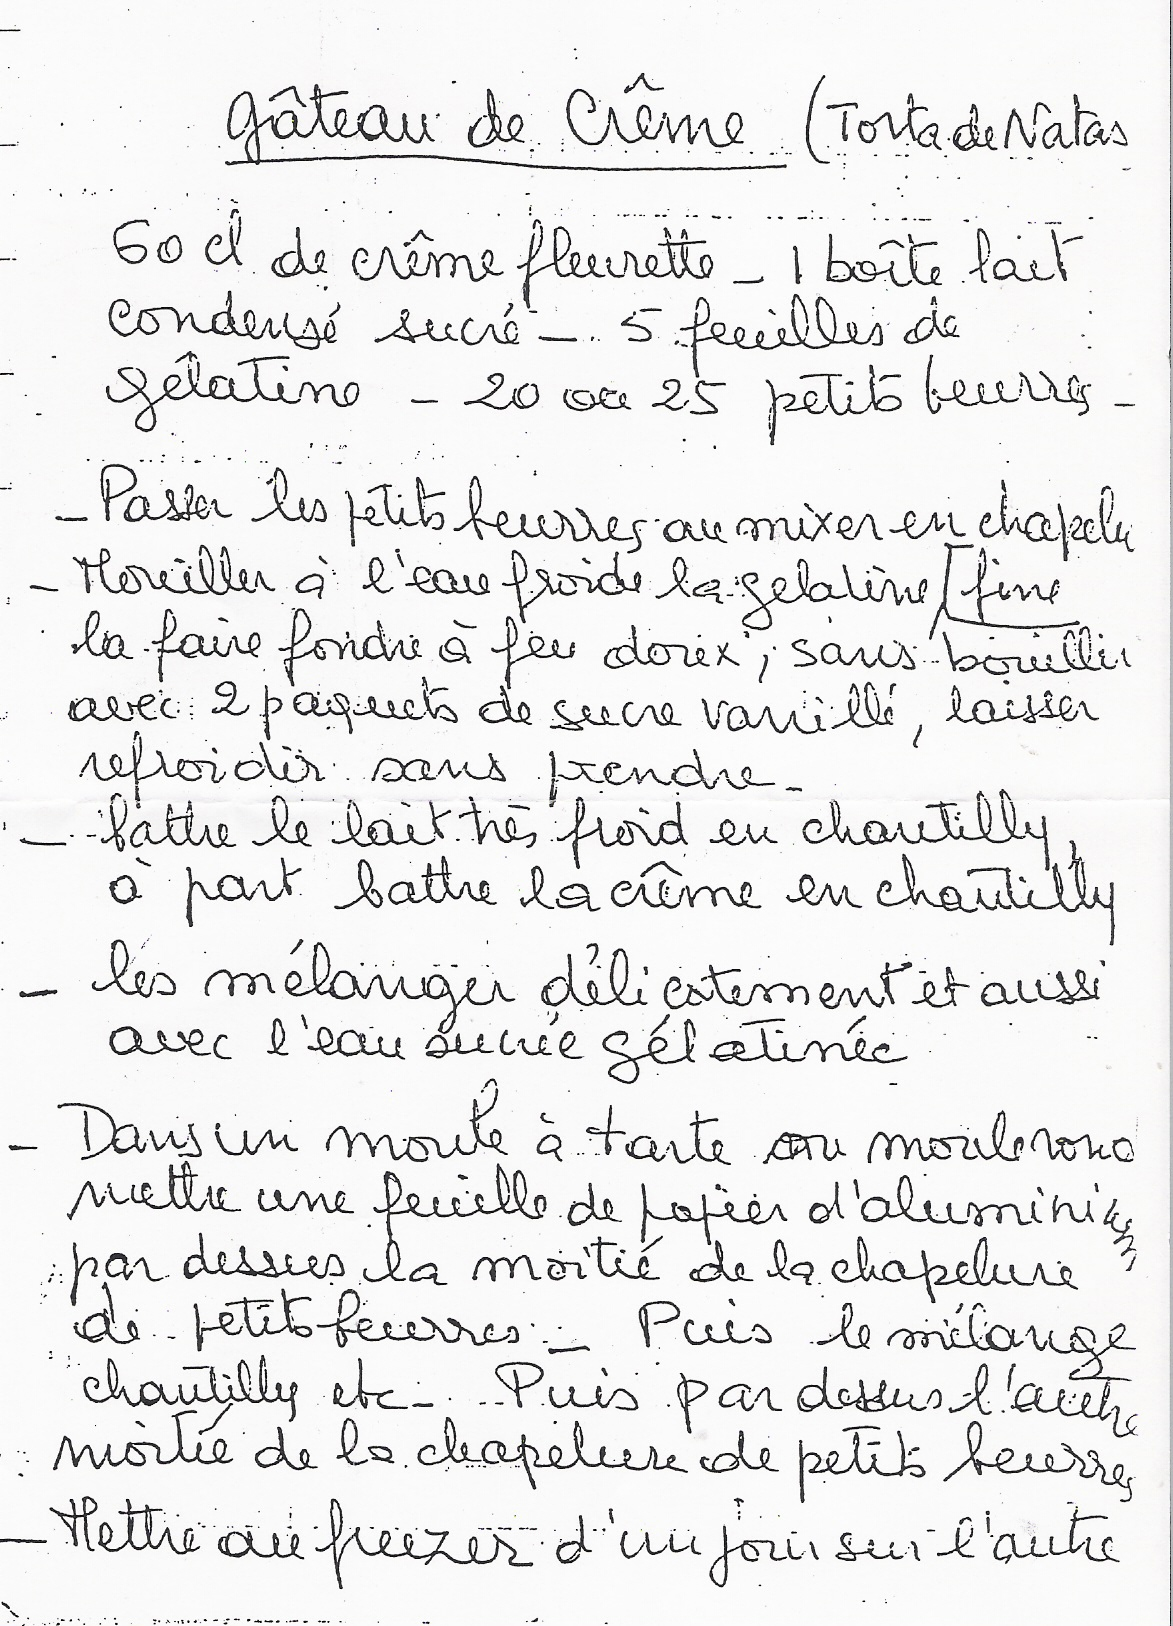 Gâteau de Crême (Torta de Natas
60 cl de crême fleurette - 1 boîte lait
condensé sucré - 5 feuilles de
gélatine - 20 ou 25 petits beurres -
- Passer les petits beurres au mixer en chapelu
- Mouiller à l'eau froide la gelatine, [fine
la faire fondre à feu doux, sans bouillir
avec 2 paquets de sucre vanillé, laisser
refroidir sans prendre -
- battre le lait très froid en chantilly,
à part battre la crême en chantilly
- les mélanger délicatement et aussi
avec l'eau sucrée gélatinée
- Dans un moule à tarte ou moule rond
mettre une feuille de papier d'aluminium
par dessus la moitié de la chapelure
de petits beurres - Puis le mélange
chantilly etc - Puis par dessus l'autre
moitié de la chapelure de petits beurres
- Mettre au freezer d'un jour sur l'autre